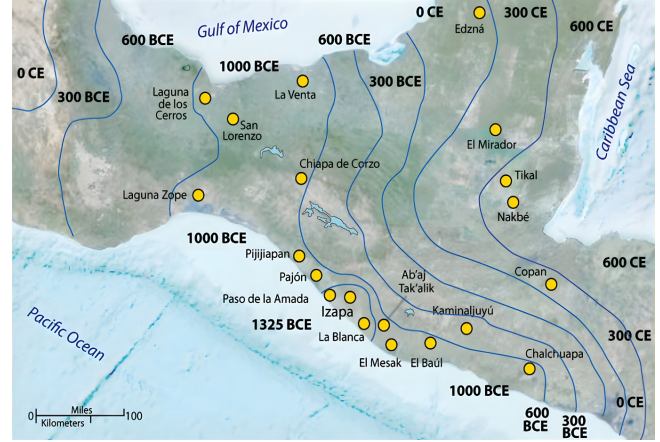 0 CE
300 CE
600 CE
Edzná
Gulf of Mexico
600 BCE
600 BCE
1000 BCE
300 BCE
0 CE
300 BCE
Laguna
de los
Cerros
La Venta
San
Lorenzo
Caribbean Sea
El Mirador
Chiapa de Corzo
Tikal
Laguna Zope
Nakbé
1000 BCE
Pijijiapan
600 CE
Pajón
Ab'aj
Tak'alik
Copan
Paso de la Amada
Izapa
Kaminaljuyú
1325 BCE
La Blanca
300 CE
Pacific Ocean
El Mesak
El Baúl
Chalchuapa
1000 BCE
0 CE
600
BCE
300
BCE
0 Miles 100
Kilometers